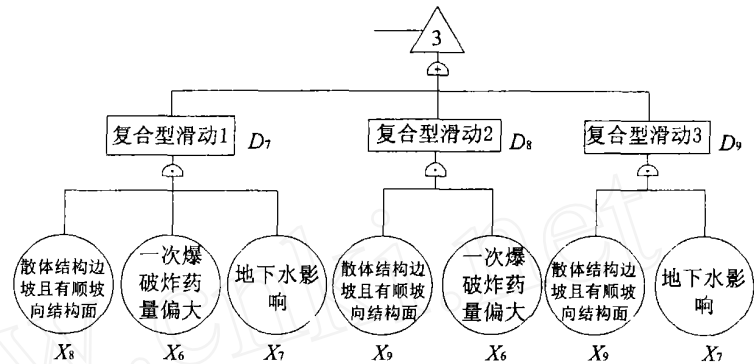 3
+
复合型滑动1
D₇
复合型滑动2
D₈
复合型滑动3
D₉
散体结构边
坡且有顺坡
向结构面
一次爆
破炸药
量偏大
地下水影
响
散体结构边
坡且有顺坡
向结构面
一次爆
破炸药
量偏大
散体结构边
坡且有顺坡
向结构面
地下水影
响
X₈
X₆
X₇
X₉
X₆
X₉
X₇